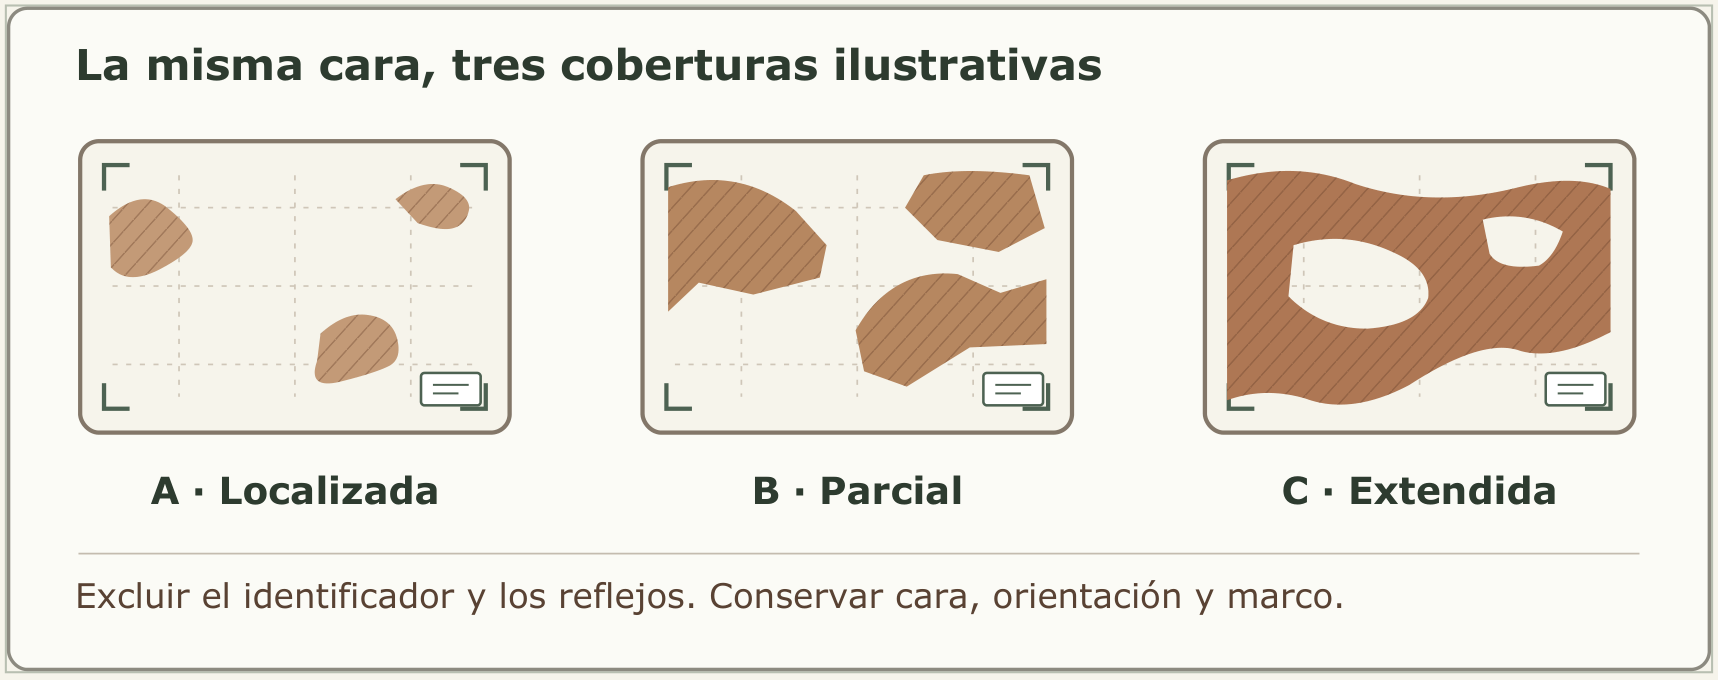 La misma cara, tres coberturas ilustrativas
A · Localizada
B · Parcial
C · Extendida
Excluir el identificador y los reflejos. Conservar cara, orientación y marco.